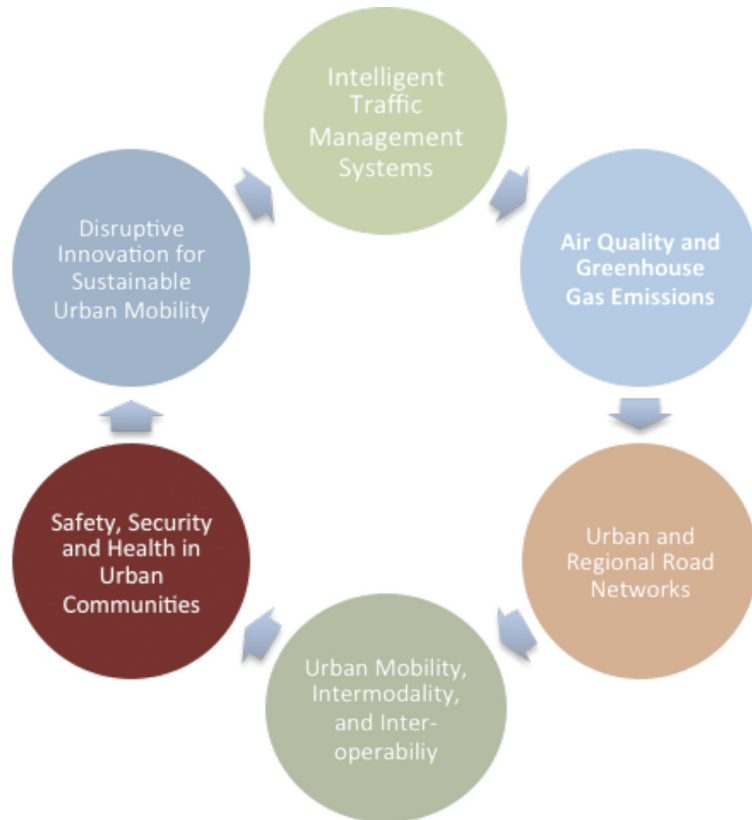 Intelligent
Traffic
Management
Systems
Air Quality and
Greenhouse
Gas Emissions
Urban and
Regional Road
Networks
Urban Mobility,
Intermodality,
and Inter-
operabiliy
Safety, Security
and Health in
Urban
Communities
Disruptive
Innovation for
Sustainable
Urban Mobility